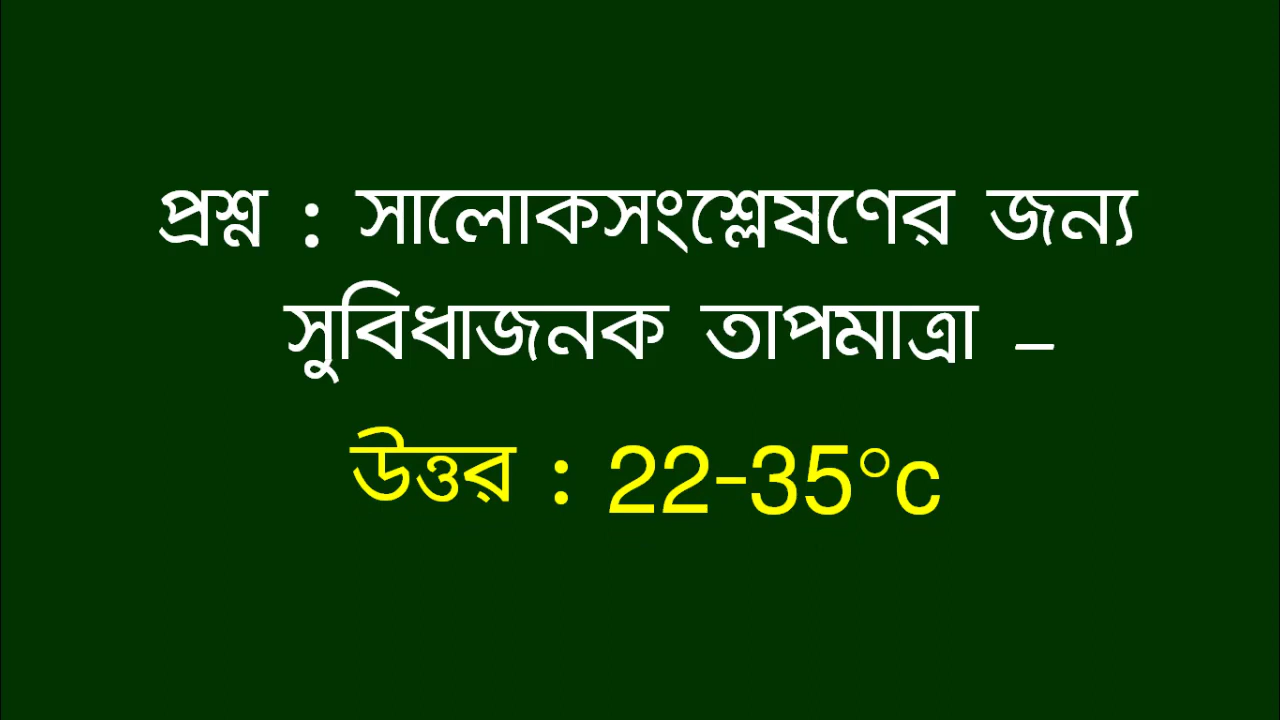 প্রশ্ন : সালোকসংশ্লেষণের জন্য
সুবিধাজনক তাপমাত্রা –
উত্তর : 22-35°c